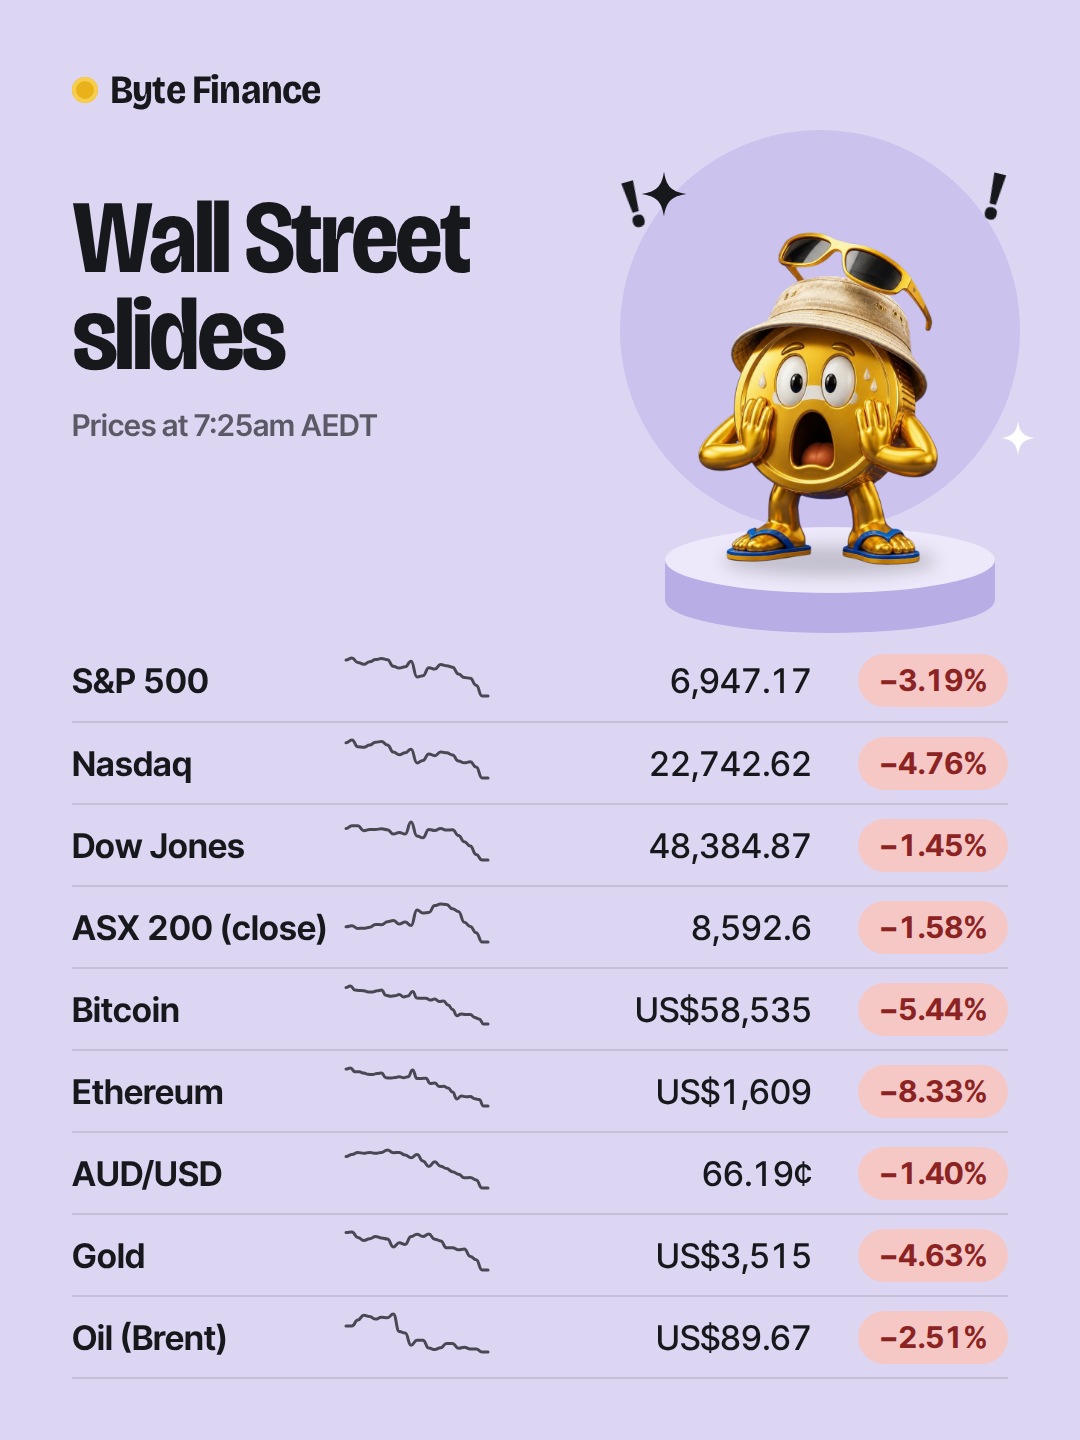 Byte Finance
Wall Street
slides
Prices at 7:25am AEDT
! !
S&P 500 6,947.17 −3.19%
Nasdaq 22,742.62 −4.76%
Dow Jones 48,384.87 −1.45%
ASX 200 (close) 8,592.6 −1.58%
Bitcoin US$58,535 −5.44%
Ethereum US$1,609 −8.33%
AUD/USD 66.19¢ −1.40%
Gold US$3,515 −4.63%
Oil (Brent) US$89.67 −2.51%